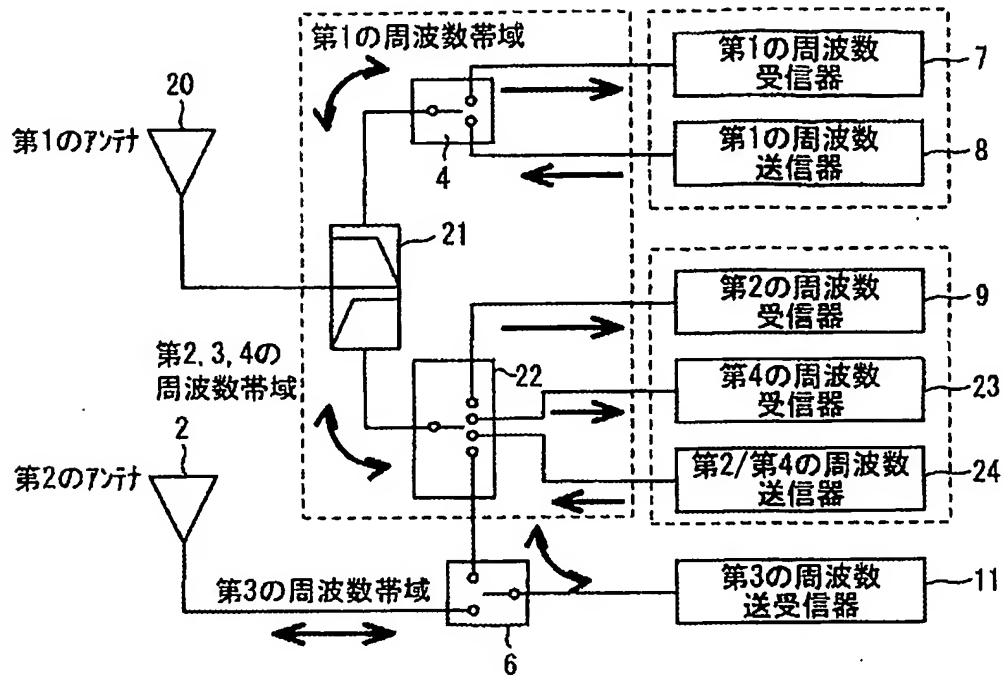 第1の周波数帯域
第1の周波数
受信器
7
20
第1のアンテナ
4
第1の周波数
送信器
8
21
第2の周波数
受信器
9
第2,3,4の
周波数帯域
22
第4の周波数
受信器
23
2
第2のアンテナ
第2/第4の周波数
送信器
24
第3の周波数帯域
第3の周波数
送受信器
11
6